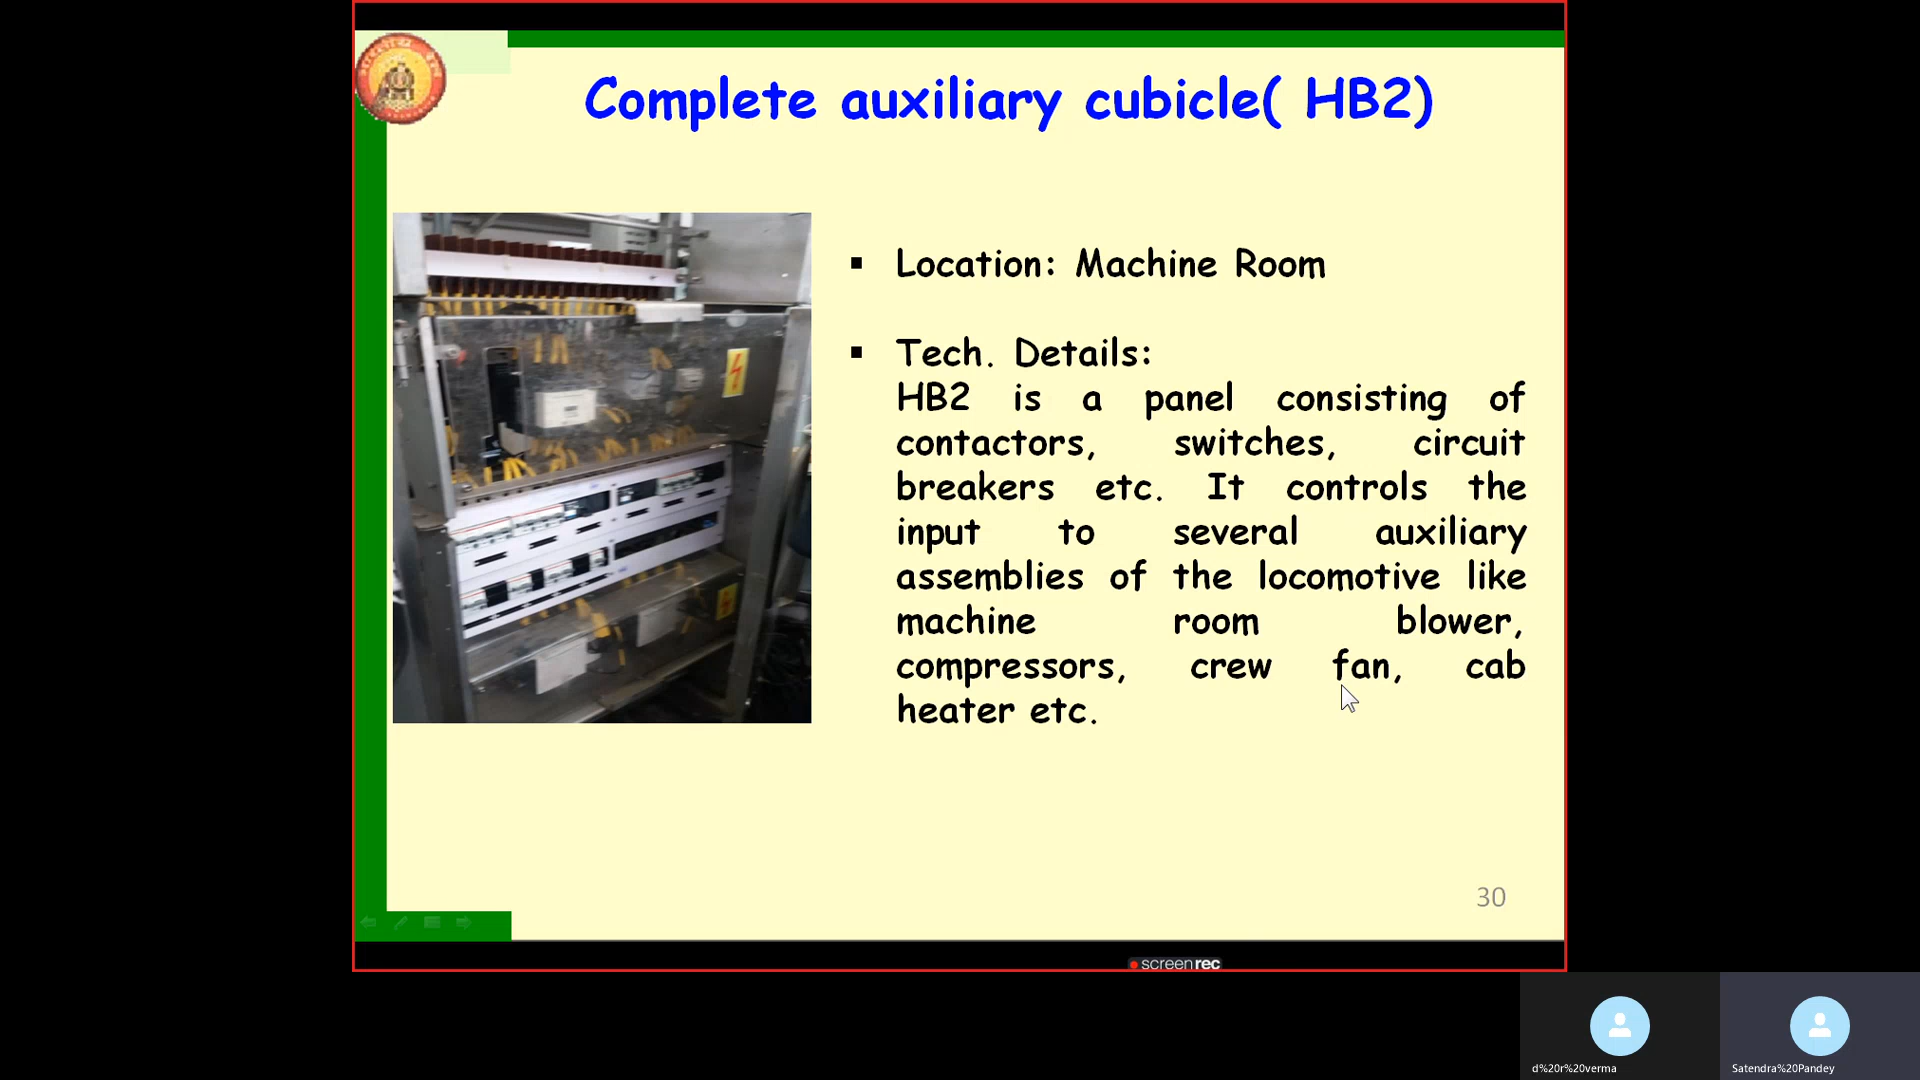 Complete auxiliary cubicle( HB2)
▪ Location: Machine Room
▪ Tech. Details:
HB2 is a panel consisting of
contactors, switches, circuit
breakers etc. It controls the
input to several auxiliary
assemblies of the locomotive like
machine room blower,
compressors, crew fan, cab
heater etc.
30
screenrec
d%20r%20verma
Satendra%20Pandey